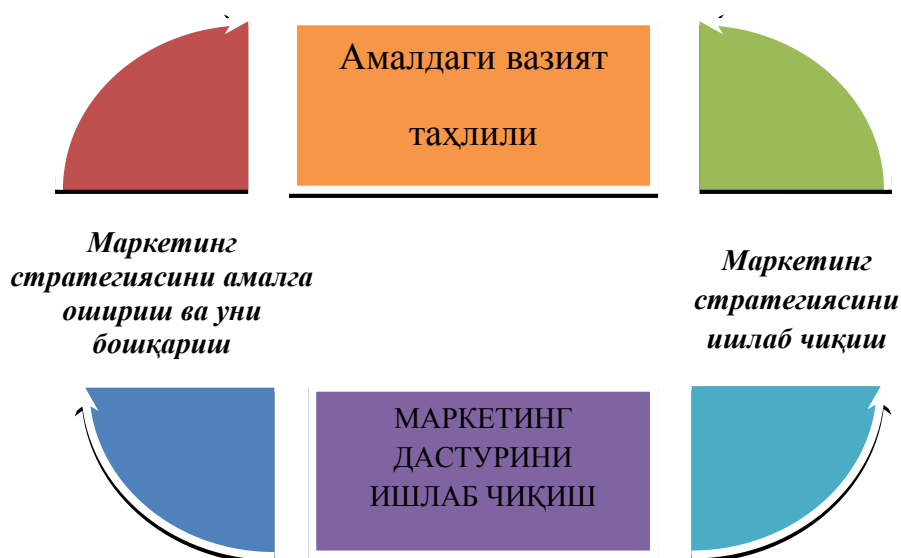 Амалдаги вазият
таҳлили
Маркетинг
стратегиясини амалга
ошириш ва уни
бошқариш
Маркетинг
стратегиясини
ишлаб чиқиш
МАРКЕТИНГ
ДАСТУРИНИ
ИШЛАБ ЧИҚИШ